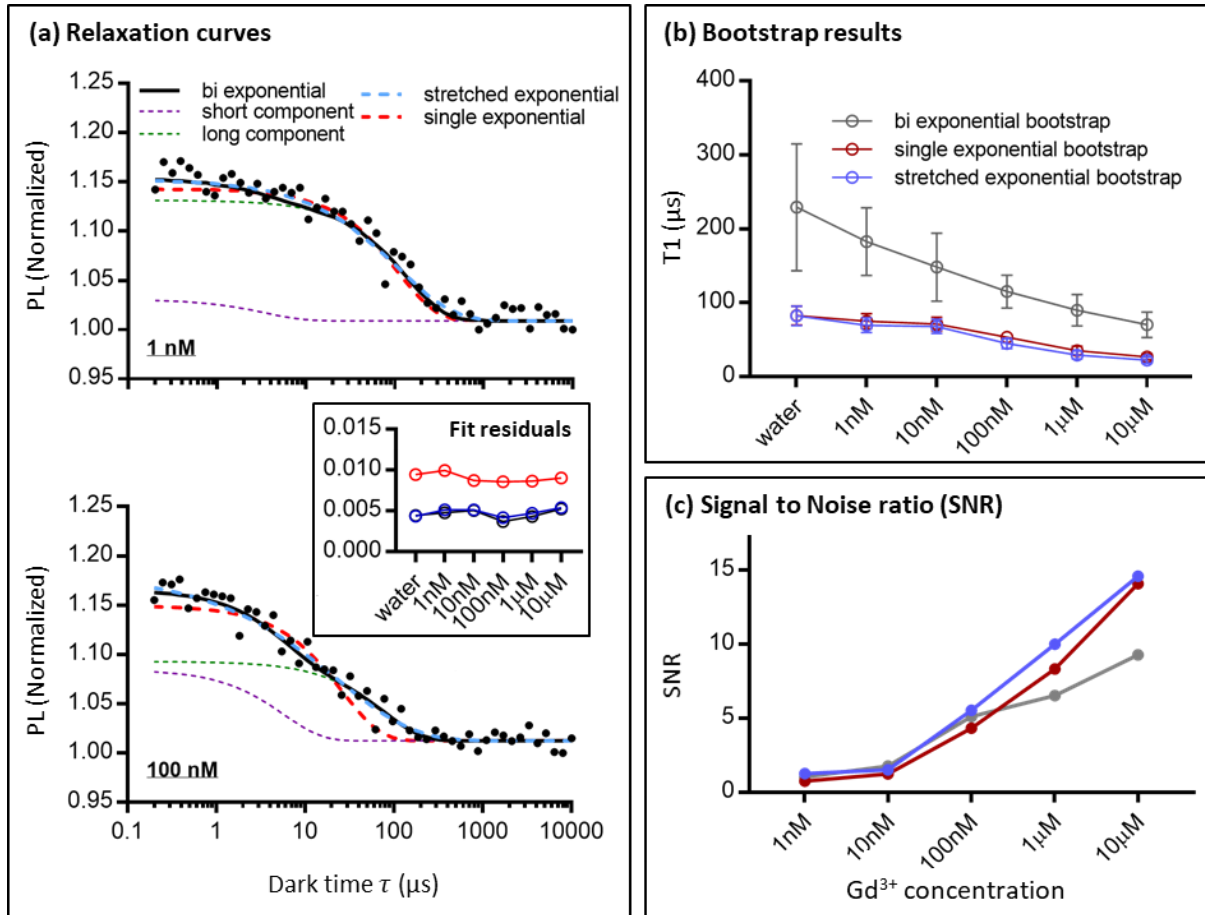 (a) Relaxation curves
1.25
1.20
1.15
1.10
1.05
1.00
0.95
PL (Normalized)
bi exponential
short component
long component
stretched exponential
single exponential
1 nM
Fit residuals
0.015
0.010
0.005
0.000
water
1nM
10nM
100nM
1μM
10μM
1.25
1.20
1.15
1.10
1.05
1.00
0.95
PL (Normalized)
100 nM
0.1 1 10 100 1000 10000
Dark time τ (μs)
(b) Bootstrap results
400
300
200
100
0
T1 (μs)
bi exponential bootstrap
single exponential bootstrap
stretched exponential bootstrap
water
1nM
10nM
100nM
1μM
10μM
(c) Signal to Noise ratio (SNR)
15
10
5
0
SNR
1nM
10nM
100nM
1μM
10μM
Gd³⁺ concentration